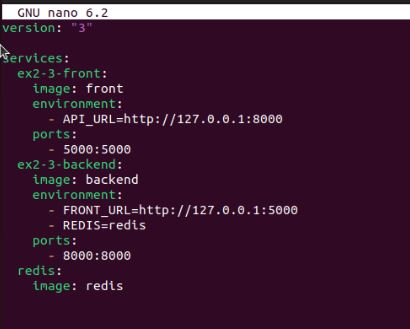 GNU nano 6.2
version: "3"
services:
ex2-3-front:
image: front
environment:
- API_URL=http://127.0.0.1:8000
ports:
- 5000:5000
ex2-3-backend:
image: backend
environment:
- FRONT_URL=http://127.0.0.1:5000
- REDIS=redis
ports:
- 8000:8000
redis:
image: redis